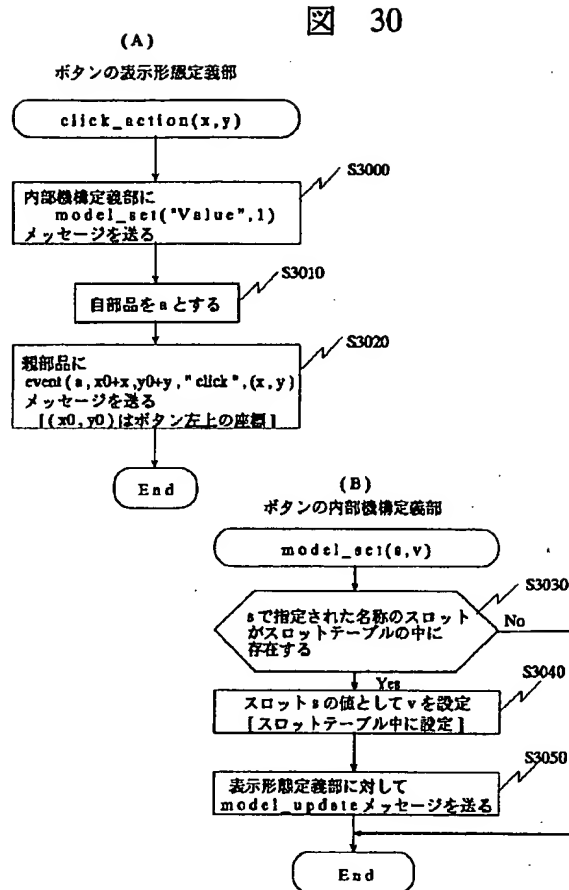 図 30
(A)
ボタンの表示形態定義部
click_action(x,y)
S3000
内部機構定義部に
model_set("Value",1)
メッセージを送る
S3010
自部品をaとする
S3020
親部品に
event(a,x0+x,y0+y,"click",(x,y)
メッセージを送る
[(x0,y0)はボタン左上の座標]
End
(B)
ボタンの内部機構定義部
model_set(s,v)
S3030
sで指定された名称のスロット
がスロットテーブルの中に
存在する
No
Yes
S3040
スロットsの値としてvを設定
[スロットテーブル中に設定]
S3050
表示形態定義部に対して
model_updateメッセージを送る
End